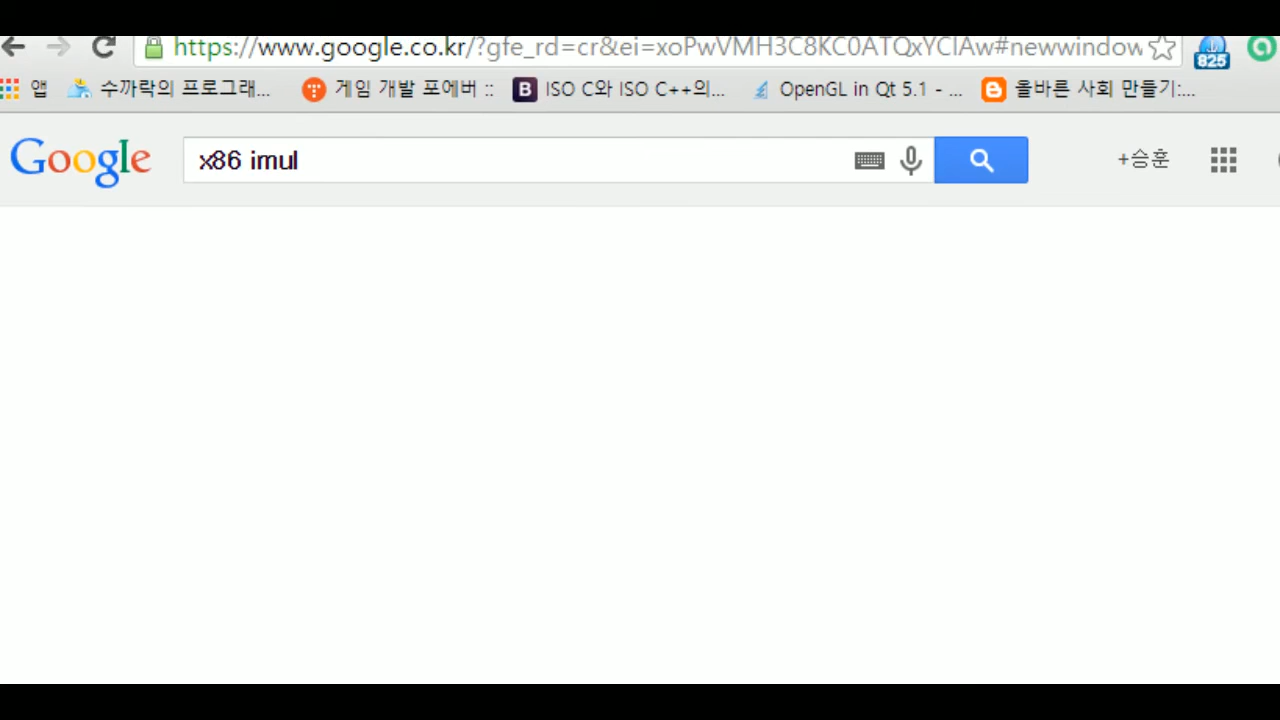 https://www.google.co.kr/?gfe_rd=cr&ei=xoPwVMH3C8KC0ATQxYClAw#newwindow
825
앱 수까락의 프로그래... 게임 개발 포에버 :: B ISO C와 ISO C++의... OpenGL in Qt 5.1 - ... 올바른 사회 만들기:...
Google x86 imul +승훈